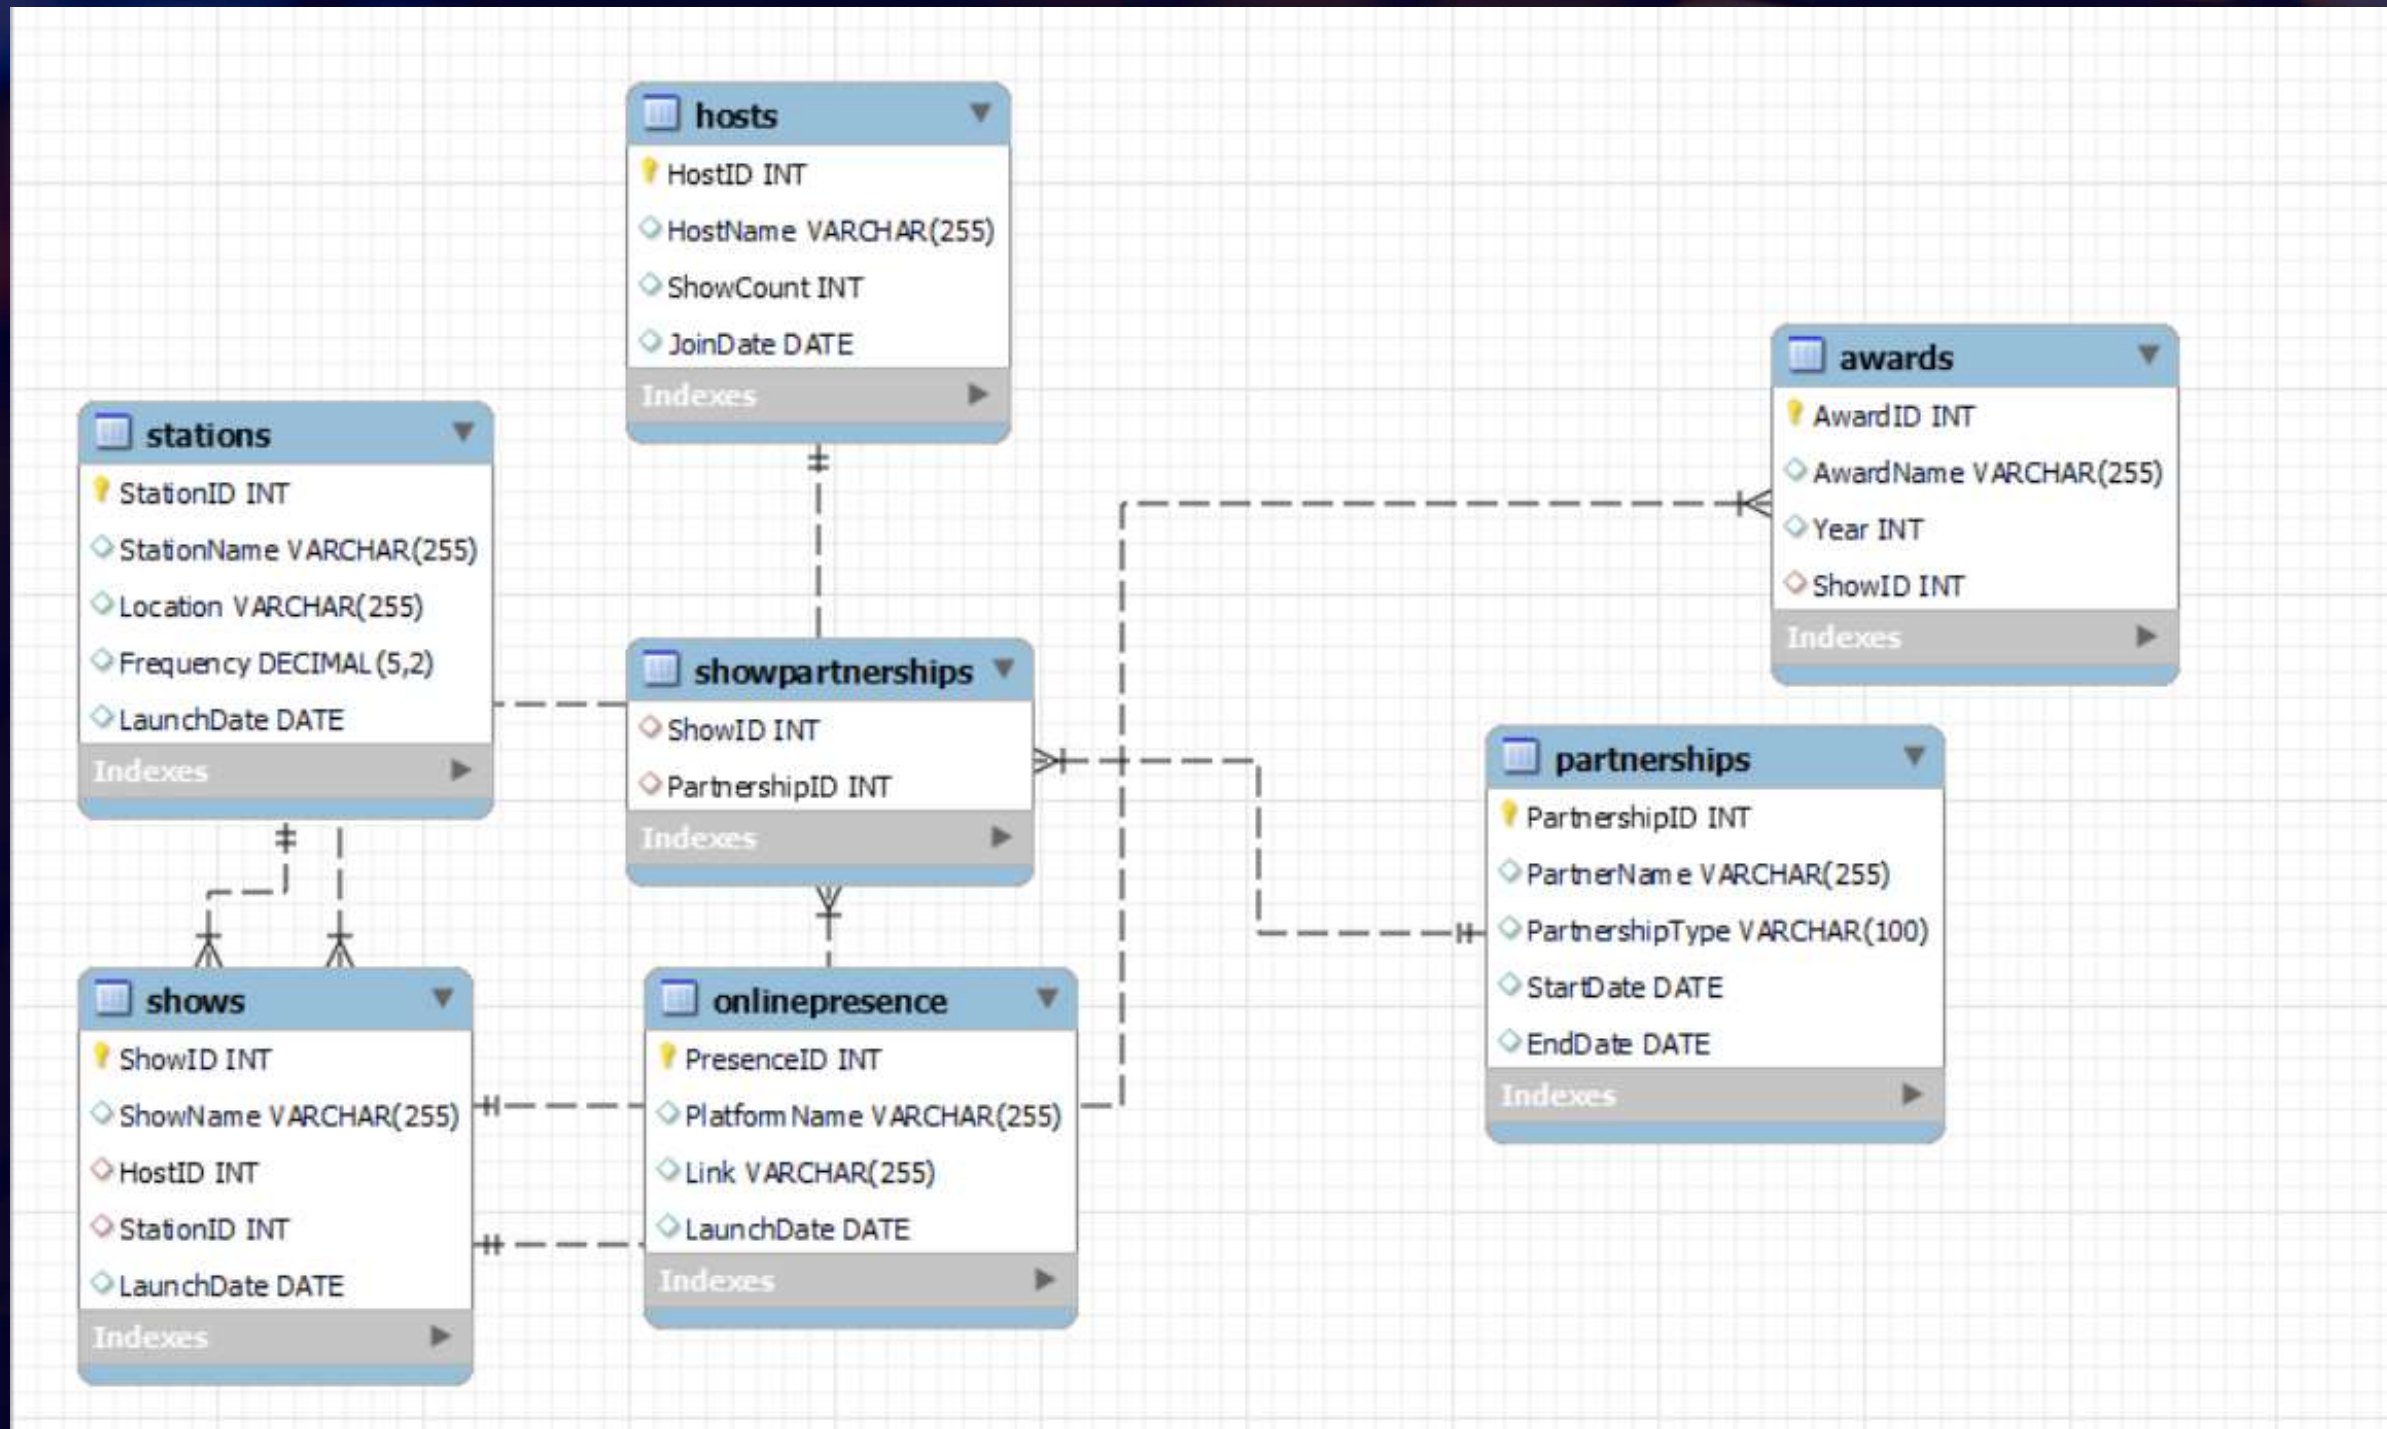 hosts
HostID INT
HostName VARCHAR(255)
ShowCount INT
JoinDate DATE
Indexes
stations
StationID INT
StationName VARCHAR(255)
Location VARCHAR(255)
Frequency DECIMAL(5,2)
LaunchDate DATE
Indexes
awards
AwardID INT
AwardName VARCHAR(255)
Year INT
ShowID INT
Indexes
showpartnerships
ShowID INT
PartnershipID INT
Indexes
partnerships
PartnershipID INT
PartnerName VARCHAR(255)
PartnershipType VARCHAR(100)
StartDate DATE
EndDate DATE
Indexes
shows
ShowID INT
ShowName VARCHAR(255)
HostID INT
StationID INT
LaunchDate DATE
Indexes
onlinepresence
PresenceID INT
PlatformName VARCHAR(255)
Link VARCHAR(255)
LaunchDate DATE
Indexes